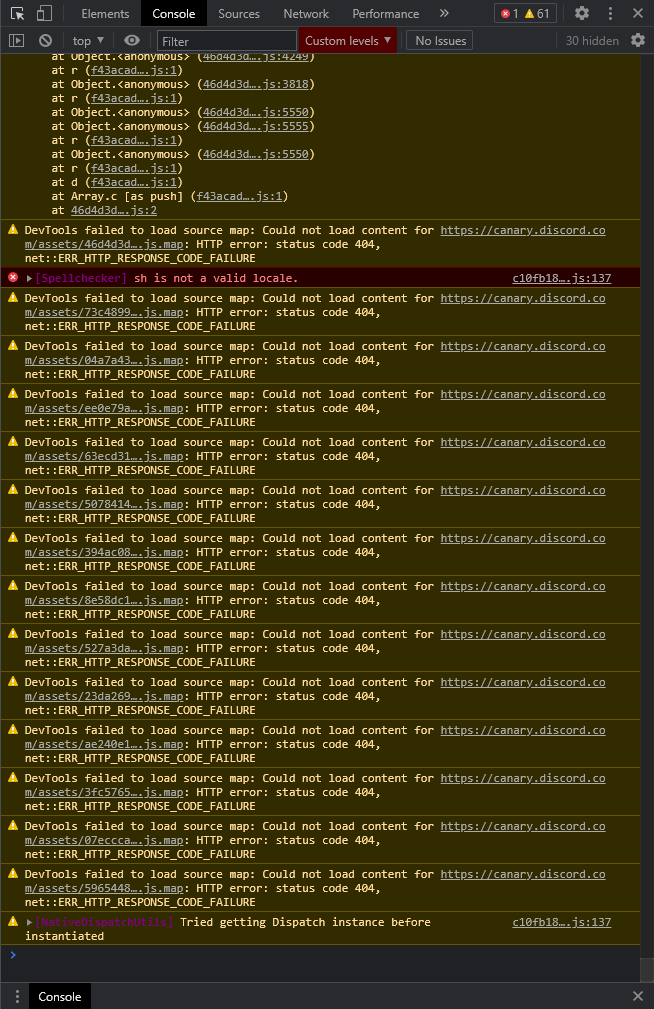 Elements Console Sources Network Performance » 1 61
top Filter Custom levels No Issues 30 hidden
at Object.<anonymous> (46d4d3d….js:4249)
at r (f43acad….js:1)
at Object.<anonymous> (46d4d3d….js:3818)
at r (f43acad….js:1)
at Object.<anonymous> (46d4d3d….js:5550)
at Object.<anonymous> (46d4d3d….js:5555)
at r (f43acad….js:1)
at Object.<anonymous> (46d4d3d….js:5550)
at r (f43acad….js:1)
at d (f43acad….js:1)
at Array.c [as push] (f43acad….js:1)
at 46d4d3d….js:2
DevTools failed to load source map: Could not load content for https://canary.discord.co
m/assets/46d4d3d….js.map: HTTP error: status code 404,
net::ERR_HTTP_RESPONSE_CODE_FAILURE
[Spellchecker] sh is not a valid locale. c10fb18….js:137
DevTools failed to load source map: Could not load content for https://canary.discord.co
m/assets/73c4899….js.map: HTTP error: status code 404,
net::ERR_HTTP_RESPONSE_CODE_FAILURE
DevTools failed to load source map: Could not load content for https://canary.discord.co
m/assets/04a7a43….js.map: HTTP error: status code 404,
net::ERR_HTTP_RESPONSE_CODE_FAILURE
DevTools failed to load source map: Could not load content for https://canary.discord.co
m/assets/ee0e79a….js.map: HTTP error: status code 404,
net::ERR_HTTP_RESPONSE_CODE_FAILURE
DevTools failed to load source map: Could not load content for https://canary.discord.co
m/assets/63ecd31….js.map: HTTP error: status code 404,
net::ERR_HTTP_RESPONSE_CODE_FAILURE
DevTools failed to load source map: Could not load content for https://canary.discord.co
m/assets/5078414….js.map: HTTP error: status code 404,
net::ERR_HTTP_RESPONSE_CODE_FAILURE
DevTools failed to load source map: Could not load content for https://canary.discord.co
m/assets/394ac08….js.map: HTTP error: status code 404,
net::ERR_HTTP_RESPONSE_CODE_FAILURE
DevTools failed to load source map: Could not load content for https://canary.discord.co
m/assets/8e58dc1….js.map: HTTP error: status code 404,
net::ERR_HTTP_RESPONSE_CODE_FAILURE
DevTools failed to load source map: Could not load content for https://canary.discord.co
m/assets/527a3da….js.map: HTTP error: status code 404,
net::ERR_HTTP_RESPONSE_CODE_FAILURE
DevTools failed to load source map: Could not load content for https://canary.discord.co
m/assets/23da269….js.map: HTTP error: status code 404,
net::ERR_HTTP_RESPONSE_CODE_FAILURE
DevTools failed to load source map: Could not load content for https://canary.discord.co
m/assets/ae240e1….js.map: HTTP error: status code 404,
net::ERR_HTTP_RESPONSE_CODE_FAILURE
DevTools failed to load source map: Could not load content for https://canary.discord.co
m/assets/3fc5765….js.map: HTTP error: status code 404,
net::ERR_HTTP_RESPONSE_CODE_FAILURE
DevTools failed to load source map: Could not load content for https://canary.discord.co
m/assets/07eccca….js.map: HTTP error: status code 404,
net::ERR_HTTP_RESPONSE_CODE_FAILURE
DevTools failed to load source map: Could not load content for https://canary.discord.co
m/assets/5965448….js.map: HTTP error: status code 404,
net::ERR_HTTP_RESPONSE_CODE_FAILURE
[NativeDispatchUtils] Tried getting Dispatch instance before c10fb18….js:137
instantiated
Console